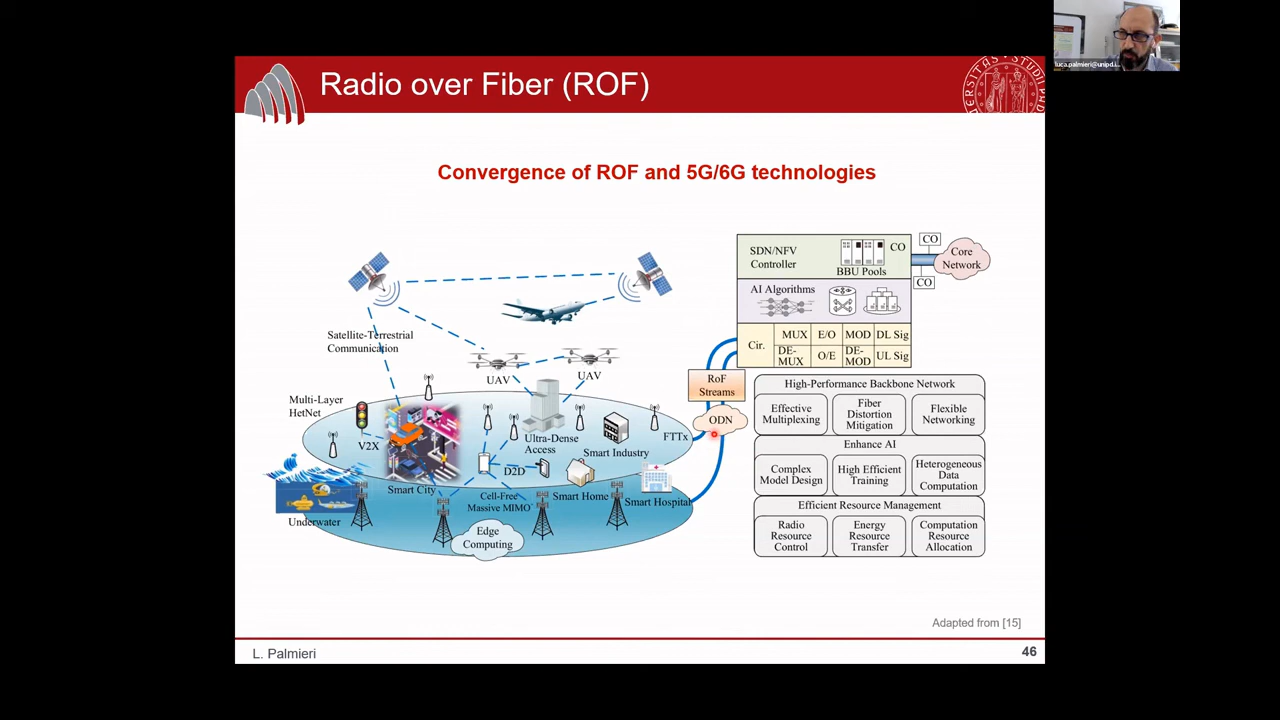 luca.palmieri@unipd.i...
Radio over Fiber (ROF)
Convergence of ROF and 5G/6G technologies
Satellite-Terrestrial
Communication
UAV
UAV
Multi-Layer
HetNet
V2X
Ultra-Dense
Access
Smart Industry
FTTx
D2D
Smart City
Cell-Free
Massive MIMO
Smart Home
Smart Hospital
Underwater
Edge
Computing
SDN/NFV
Controller
CO
BBU Pools
CO
Core
Network
CO
AI Algorithms
Cir.
MUX
E/O
MOD
DL Sig
DE-
MUX
O/E
DE-
MOD
UL Sig
RoF
Streams
ODN
High-Performance Backbone Network
Effective
Multiplexing
Fiber
Distortion
Mitigation
Flexible
Networking
Enhance AI
Complex
Model Design
High Efficient
Training
Heterogeneous
Data
Computation
Efficient Resource Management
Radio
Resource
Control
Energy
Resource
Transfer
Computation
Resource
Allocation
Adapted from [15]
L. Palmieri
46